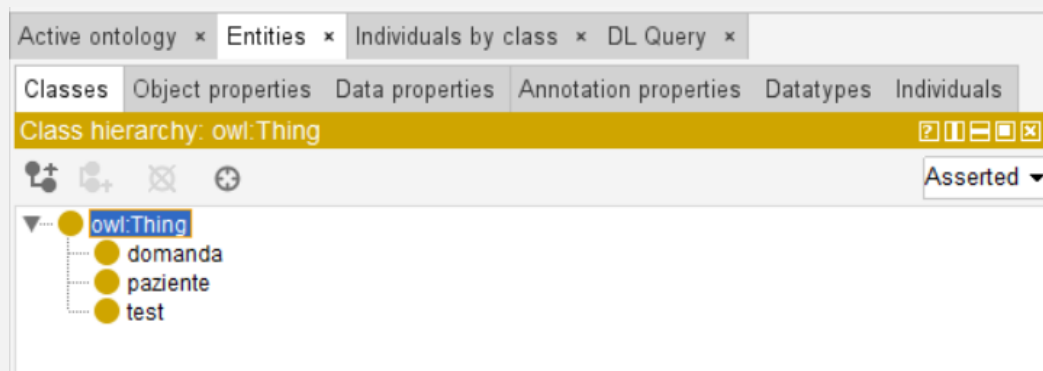 Active ontology × Entities × Individuals by class × DL Query ×
Classes Object properties Data properties Annotation properties Datatypes Individuals
Class hierarchy: owl:Thing
Asserted
owl:Thing
domanda
paziente
test